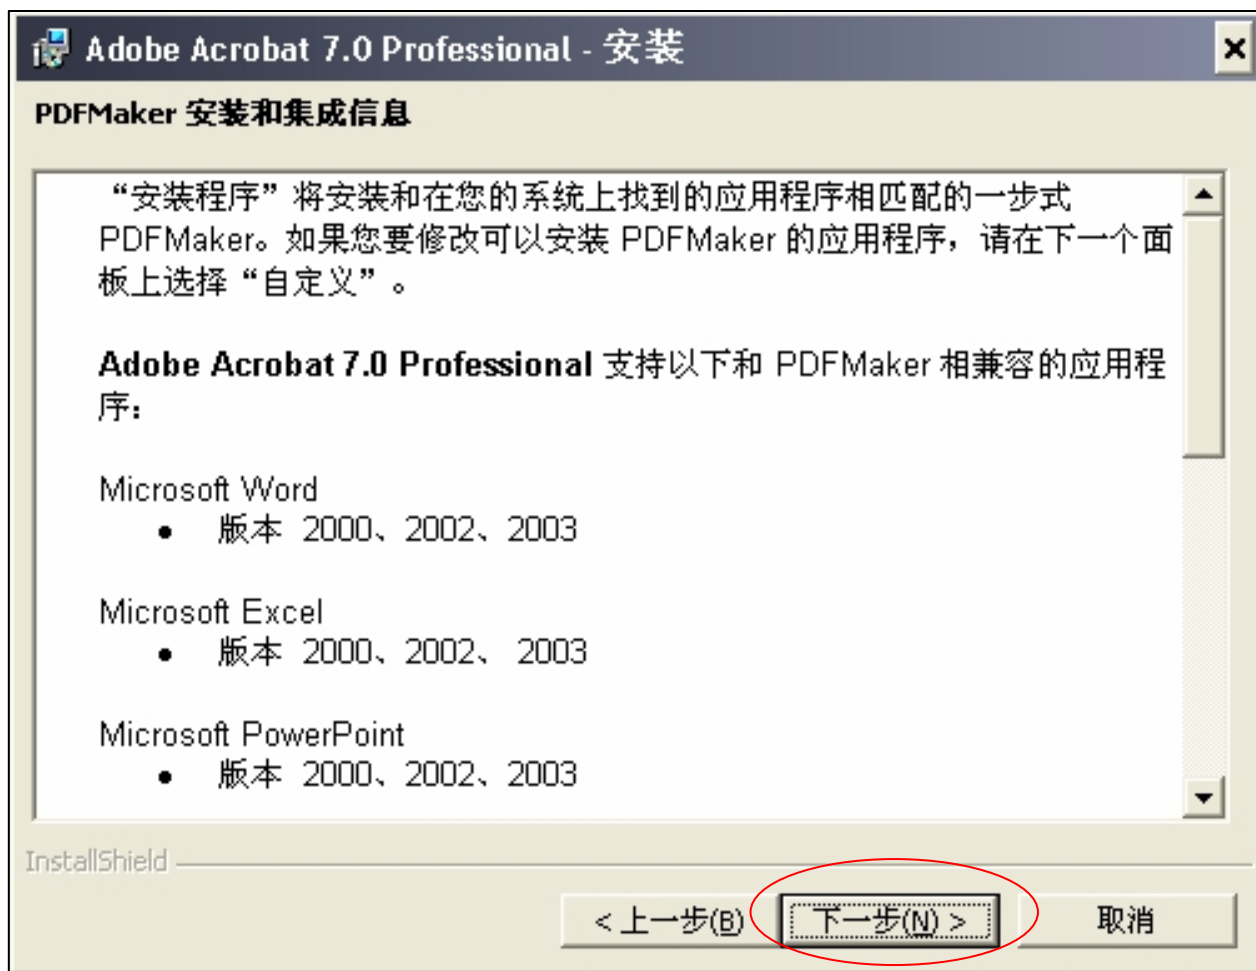 Adobe Acrobat 7.0 Professional - 安装
PDFMaker 安装和集成信息
“安装程序”将安装和在您的系统上找到的应用程序相匹配的一步式
PDFMaker。如果您要修改可以安装 PDFMaker 的应用程序，请在下一个面
板上选择“自定义”。
Adobe Acrobat 7.0 Professional 支持以下和 PDFMaker 相兼容的应用程
序：
Microsoft Word
• 版本 2000、2002、2003
Microsoft Excel
• 版本 2000、2002、 2003
Microsoft PowerPoint
• 版本 2000、2002、2003
InstallShield
< 上一步(B) 下一步(N) > 取消